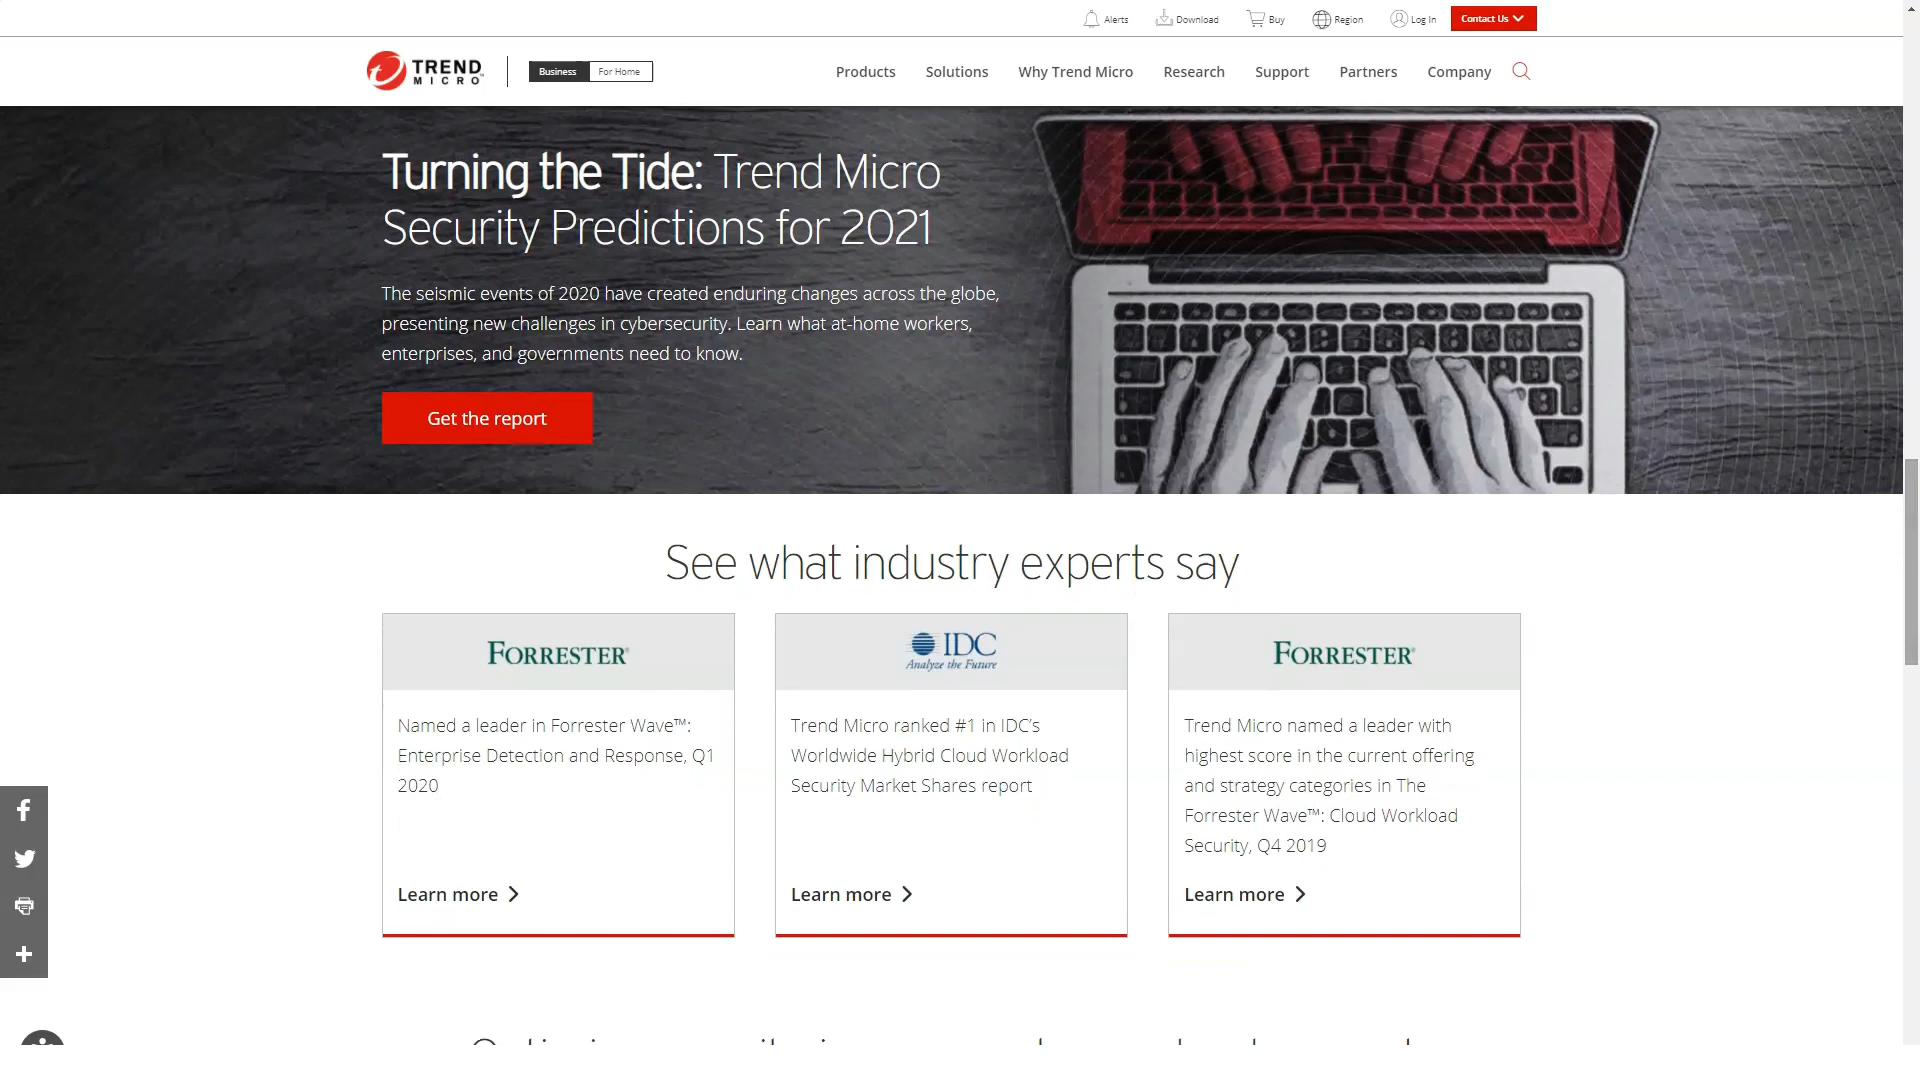 Alerts
Download
Buy
Region
Log In
Contact Us
TREND
MICRO
Business
For Home
Products
Solutions
Why Trend Micro
Research
Support
Partners
Company
Turning the Tide: Trend Micro
Security Predictions for 2021
The seismic events of 2020 have created enduring changes across the globe,
presenting new challenges in cybersecurity. Learn what at-home workers,
enterprises, and governments need to know.
Get the report
See what industry experts say
FORRESTER®
Named a leader in Forrester Wave™:
Enterprise Detection and Response, Q1
2020
Learn more
IDC
Analyze the Future
Trend Micro ranked #1 in IDC’s
Worldwide Hybrid Cloud Workload
Security Market Shares report
Learn more
FORRESTER®
Trend Micro named a leader with
highest score in the current offering
and strategy categories in The
Forrester Wave™: Cloud Workload
Security, Q4 2019
Learn more